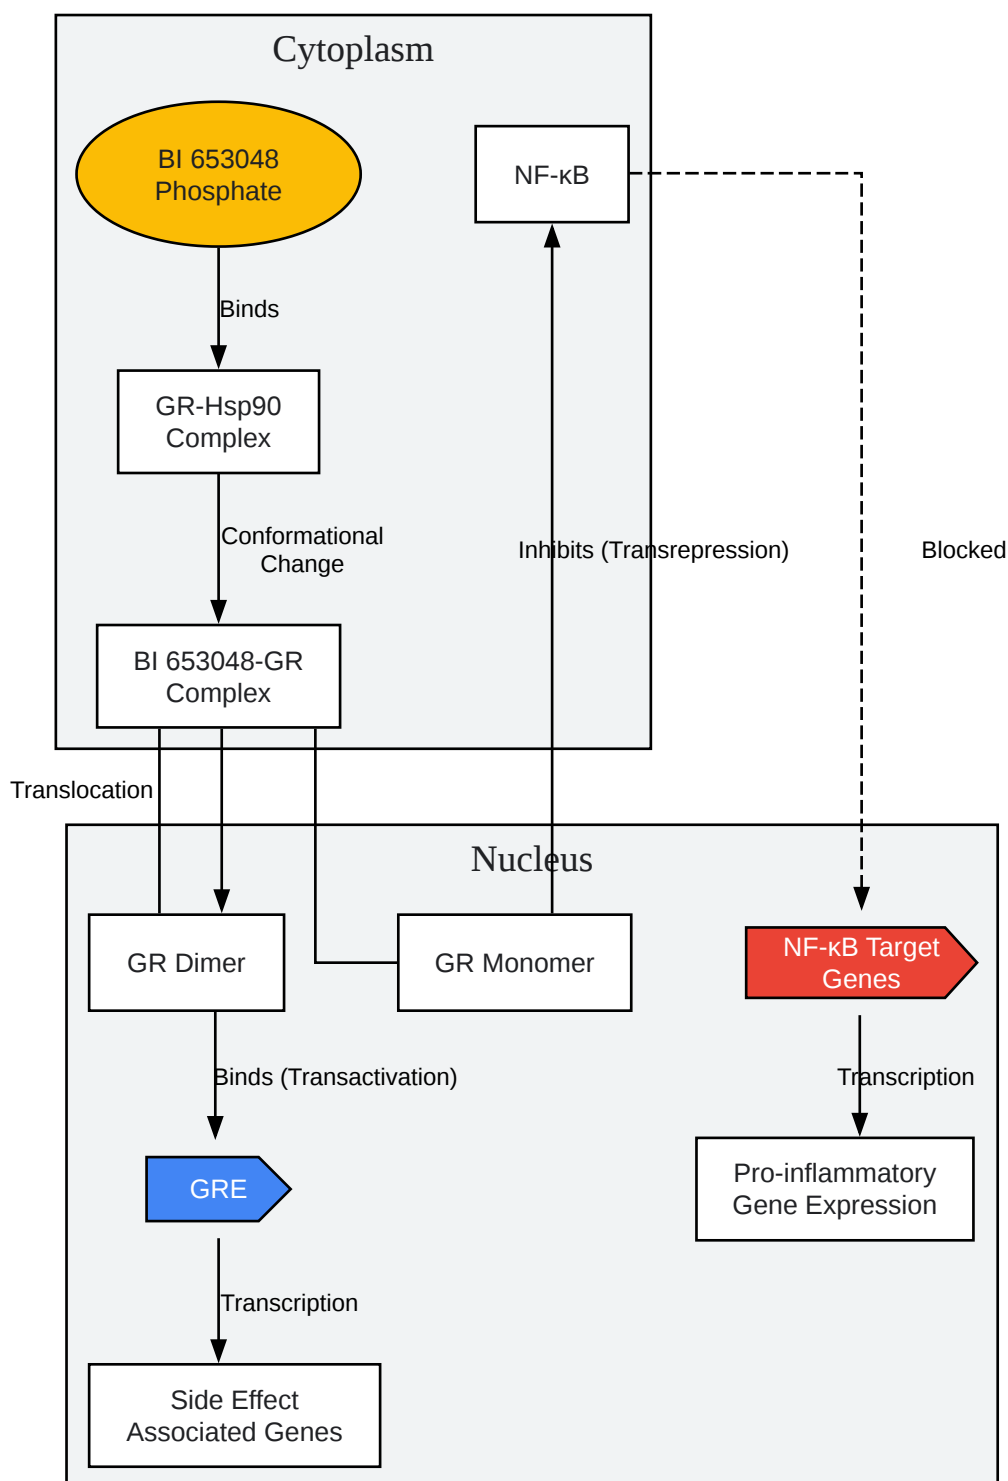 Cytoplasm
BI 653048
Phosphate
NF-κB
Binds
GR-Hsp90
Complex
Conformational
Change
Inhibits (Transrepression)
Blocked
BI 653048-GR
Complex
Translocation
Nucleus
GR Dimer
GR Monomer
NF-κB Target
Genes
Binds (Transactivation)
Transcription
GRE
Pro-inflammatory
Gene Expression
Transcription
Side Effect
Associated Genes